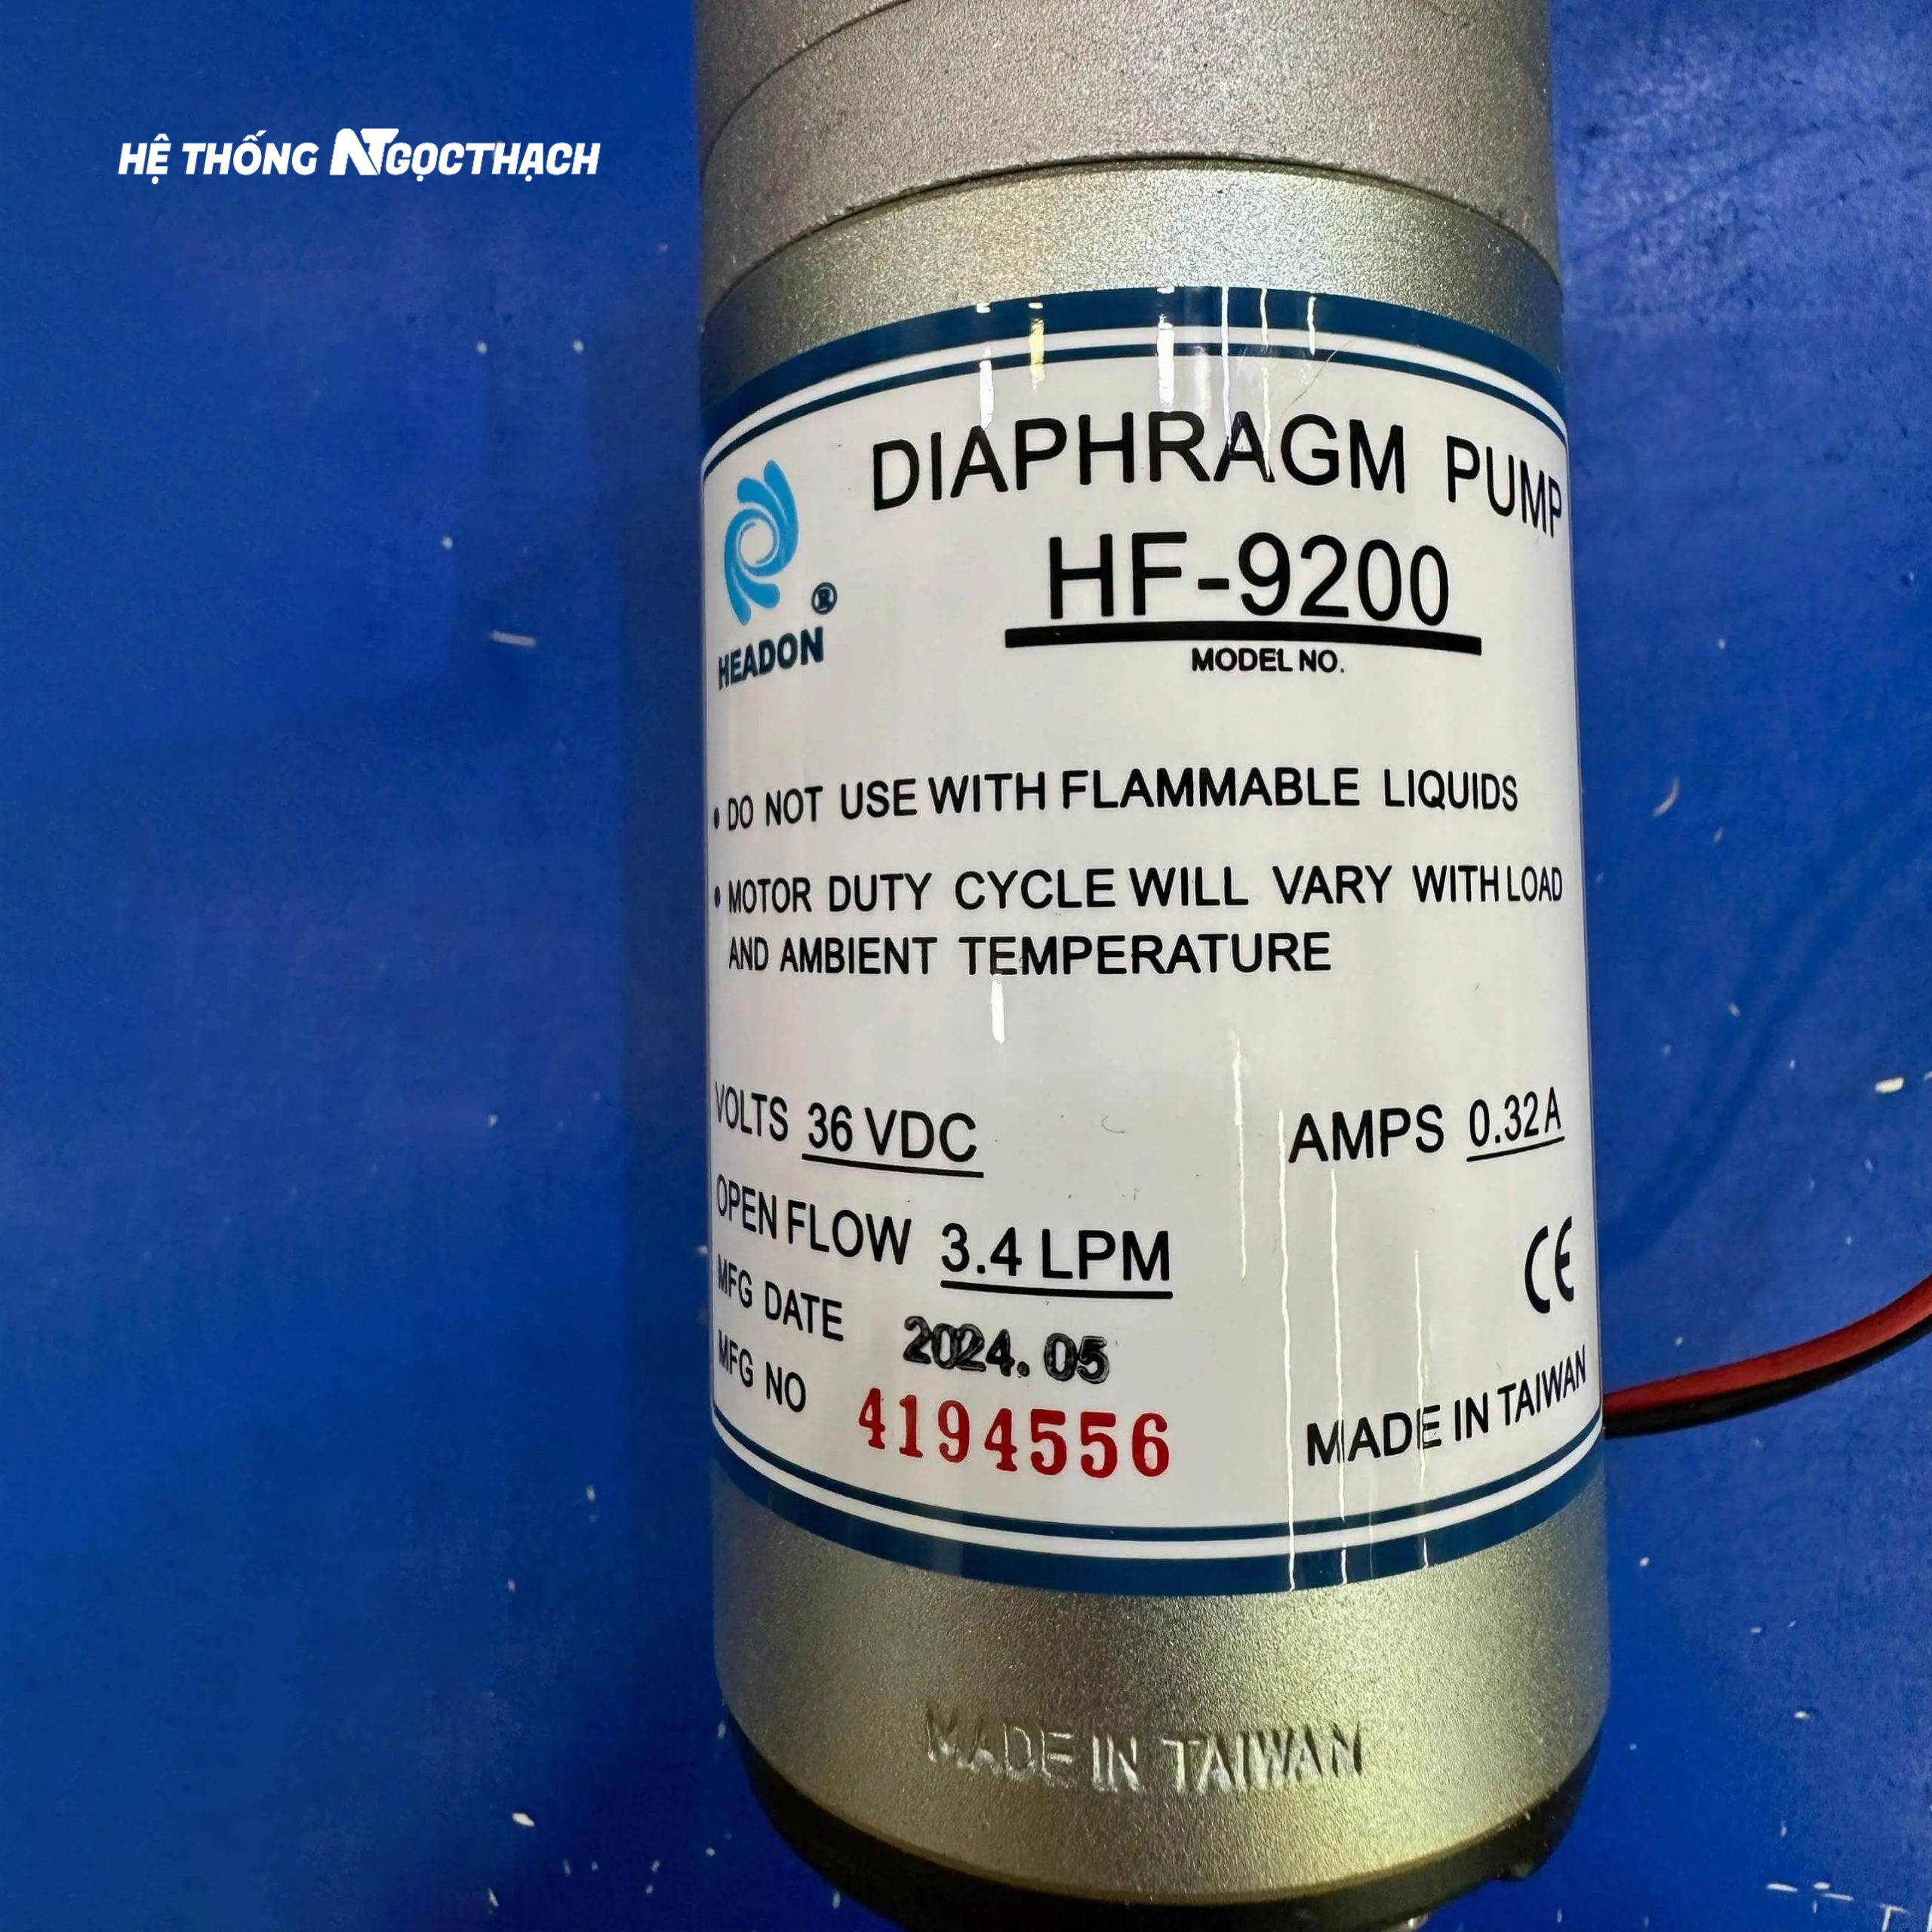 HỆ THỐNG NGỌCTHẠCH
DIAPHRAGM PUMP
HF-9200
MODEL NO.
®
HEADON
• DO NOT USE WITH FLAMMABLE LIQUIDS
• MOTOR DUTY CYCLE WILL VARY WITH LOAD
AND AMBIENT TEMPERATURE
VOLTS 36 VDC AMPS 0.32A
OPEN FLOW 3.4 LPM
CE
MFG DATE 2024.05
MFG NO 4194556
MADE IN TAIWAN
MADE IN TAIWAN